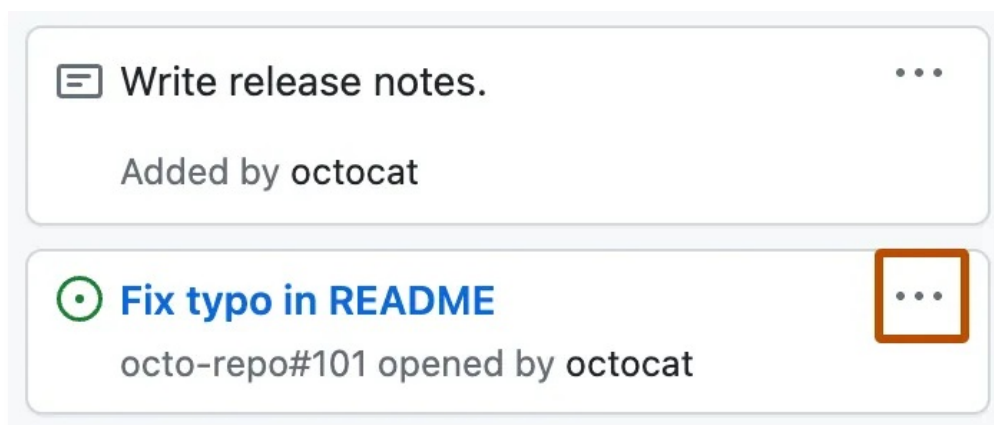 Write release notes.
Added by octocat
Fix typo in README
octo-repo#101 opened by octocat